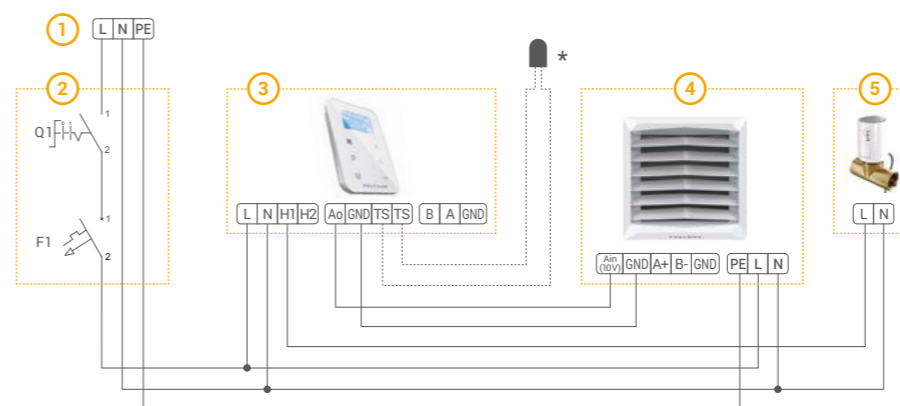 1 L N PE
2
3
4
5
*
Q1
1
2
F1
1
2
L N H1 H2 Ao GND TS TS B A GND
Ain
(10V) GND A+ B- GND PE L N
L N